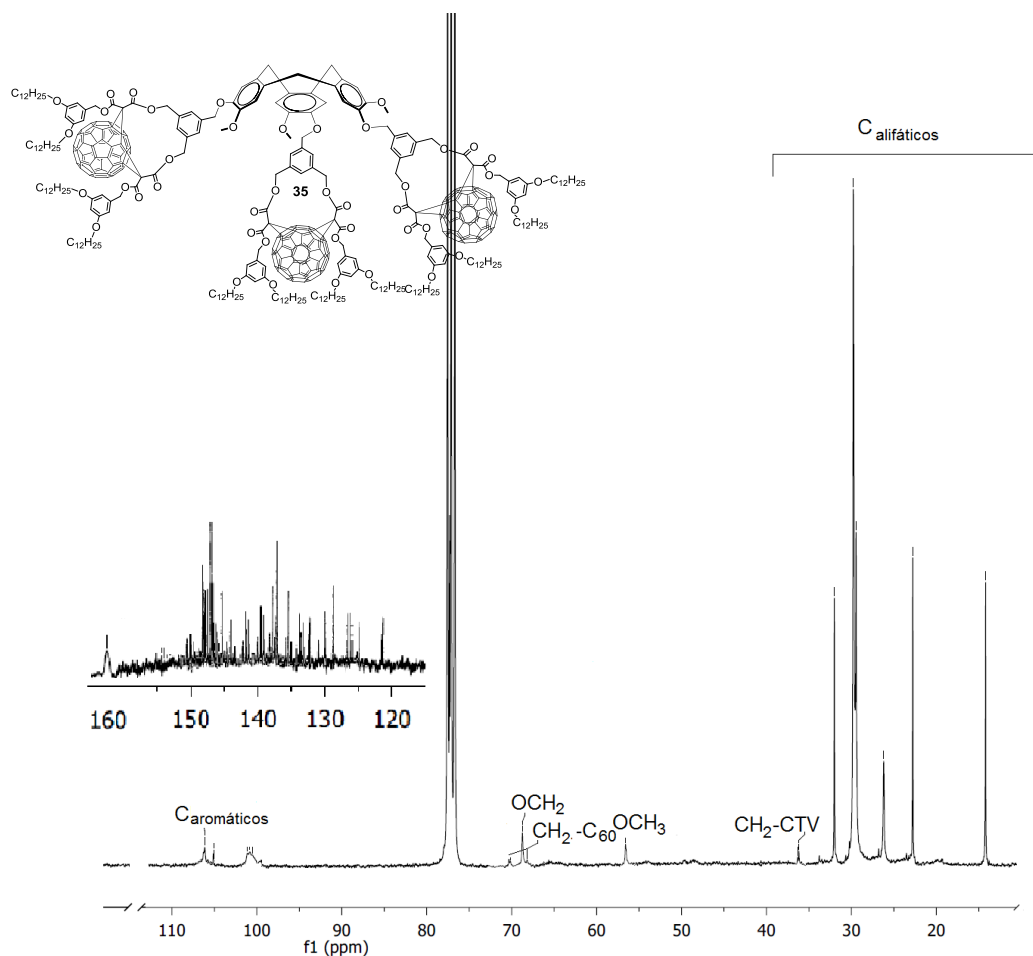 C12H25 O O O O O O C12H25
O O O O
C12H25 O O O O O O C12H25
35
C12H25 O O O O O C12H25
C12H25 O O C12H25
C12H25 O O C12H25 C12H25 O O C12H25 C12H25
C alifáticos
160 150 140 130 120
Caromáticos
OCH2
CH2-C60
OCH3
CH2-CTV
110 100 90 80 70 60 50 40 30 20
f1 (ppm)